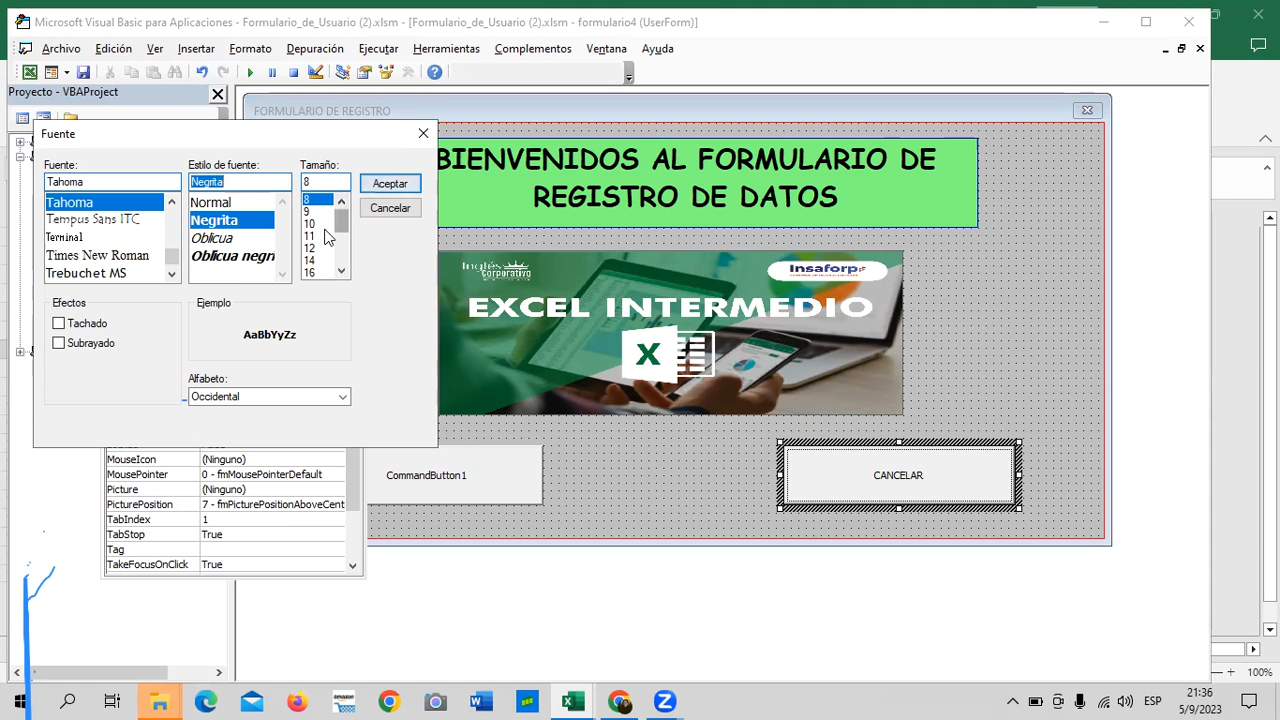 Microsoft Visual Basic para Aplicaciones - Formulario_de_Usuario (2).xlsm - [Formulario_de_Usuario (2).xlsm - formulario4 (UserForm)]
Archivo Edición Ver Insertar Formato Depuración Ejecutar Herramientas Complementos Ventana Ayuda
Proyecto - VBAProject
FORMULARIO DE REGISTRO
Fuente
Fuente: Estilo de fuente: Tamaño:
Tahoma Negrita 8 Aceptar
Tahoma Normal 8 Cancelar
Tempus Sans ITC Negrita 9
Terminal Oblicua 10
Times New Roman Oblicua negri 11
Trebuchet MS 12
14
16
Efectos
Tachado
Subrayado
Ejemplo
AaBbYyZz
Alfabeto:
Occidental
BIENVENIDOS AL FORMULARIO DE
REGISTRO DE DATOS
Inglés
Corporativo
Insaforp
EXCEL INTERMEDIO
X
MouseIcon (Ninguno)
MousePointer 0 - fmMousePointerDefault
Picture (Ninguno)
PicturePosition 7 - fmPicturePositionAboveCent
TabIndex 1
TabStop True
Tag
TakeFocusOnClick True
CommandButton1
CANCELAR
100%
amazon
ESP
21:36
5/9/2023